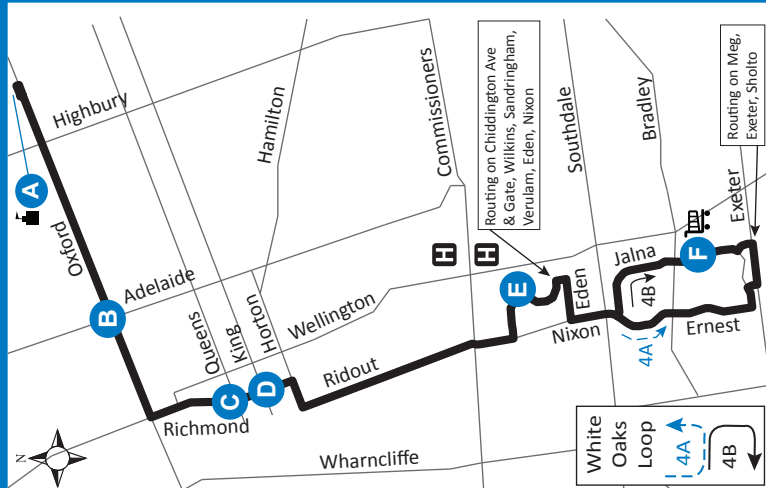 N
A
Highbury
Oxford
Hamilton
B
Adelaide
Commissioners
Queens
King
Horton
Wellington
C
D
Richmond
Ridout
Wharncliffe
H
H
Routing on Chiddington Ave
& Gate, Wilkins, Sandringham,
Verulam, Eden, Nixon
Southdale
Bradley
E
Eden
Nixon
Jalna
F
Exeter
4B
4A
Ernest
Routing on Meg,
Exeter, Sholto
White
Oaks
Loop
4A
4B